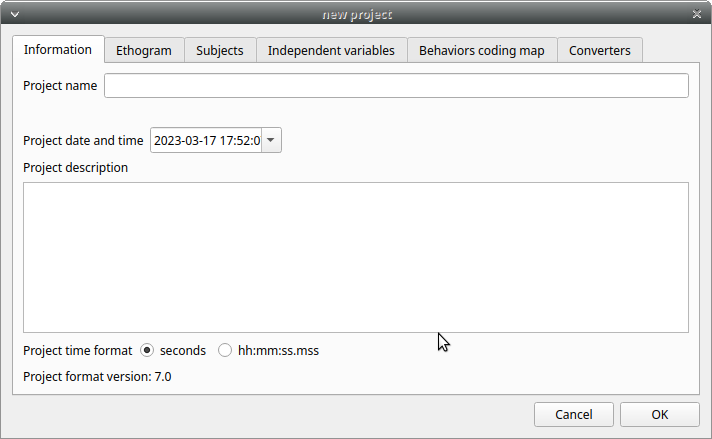 new project
Information Ethogram Subjects Independent variables Behaviors coding map Converters
Project name
Project date and time 2023-03-17 17:52:0
Project description
Project time format seconds hh:mm:ss.mss
Project format version: 7.0
Cancel OK